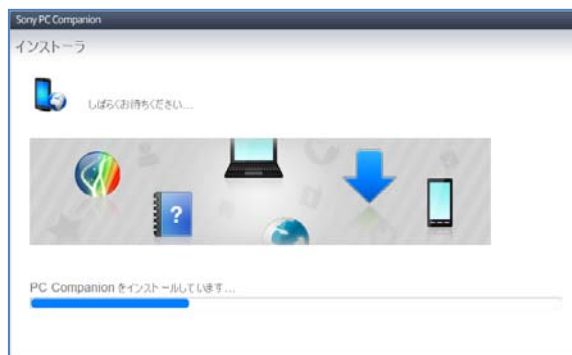 Sony PC Companion
インストーラ
しばらくお待ちください...
?
PC Companion をインストールしています...